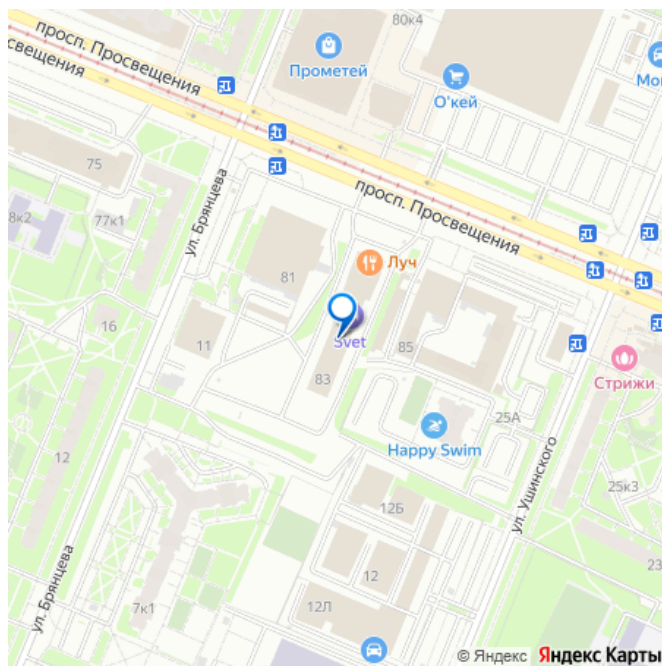 80к4
просп. Просвещения
свещения
Прометей
О'кей
Мо
75
просп. Просвещения
ул. Брянцева
8к2
77к1
Луч
81
16
11
Svet
85
83
Стрижи
25А
Happy Swim
12
ул. Ушинского
25к3
12Б
23
12
ул. Брянцева
7к1
12Л
© Яндекс Яндекс Карты